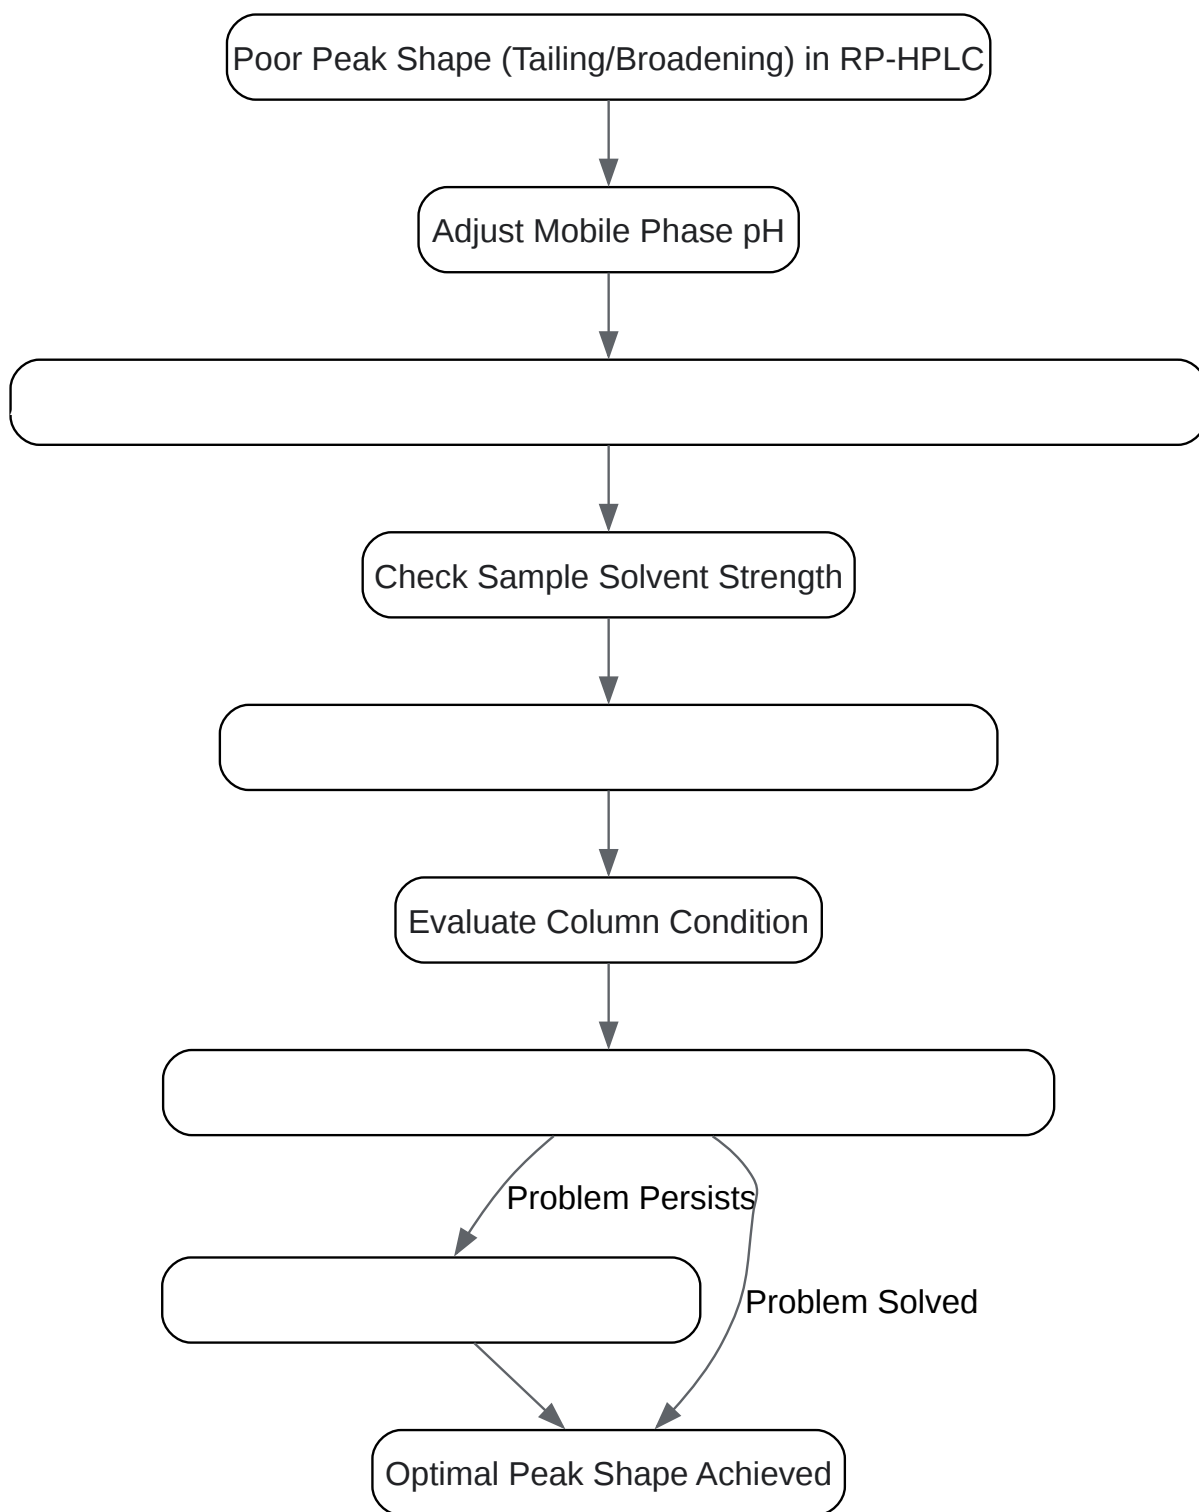 Poor Peak Shape (Tailing/Broadening) in RP-HPLC
Adjust Mobile Phase pH
Check Sample Solvent Strength
Evaluate Column Condition
Problem Persists
Problem Solved
Optimal Peak Shape Achieved